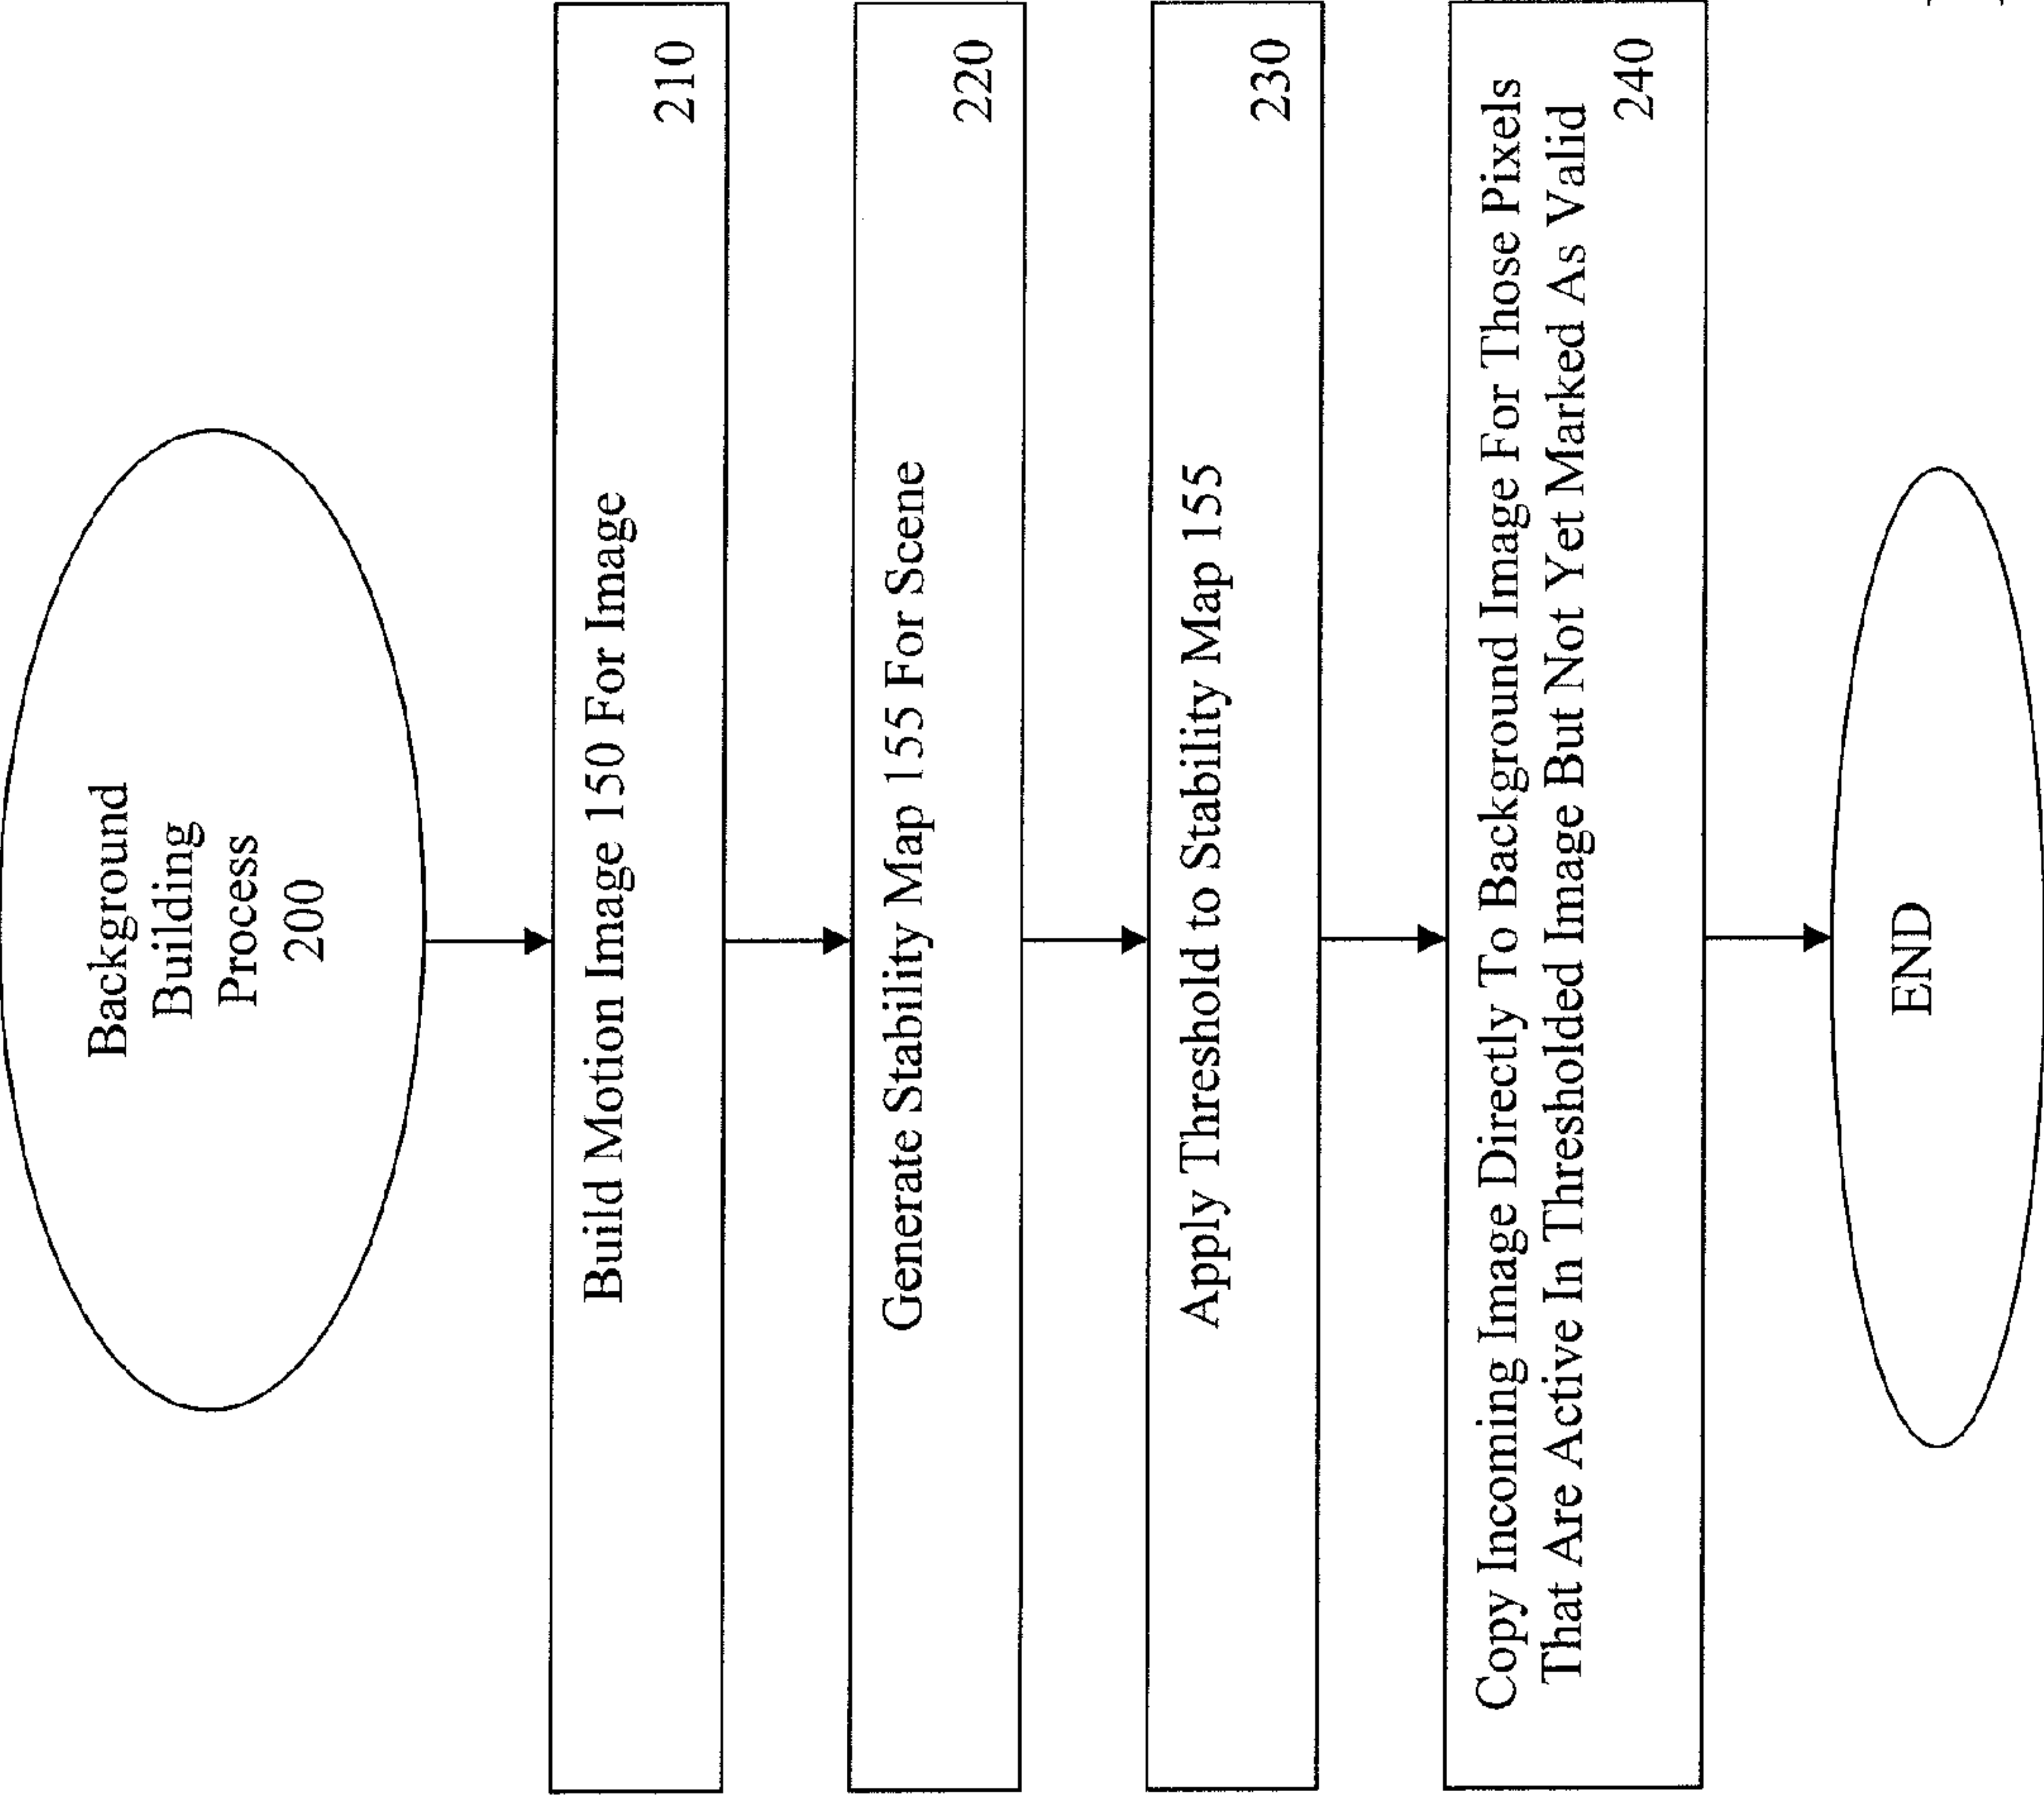 Background
Building
Process
200
Build Motion Image 150 For Image
210
Generate Stability Map 155 For Scene
220
Apply Threshold to Stability Map 155
230
Copy Incoming Image Directly To Background Image For Those Pixels
That Are Active In Thresholded Image But Not Yet Marked As Valid
240
END